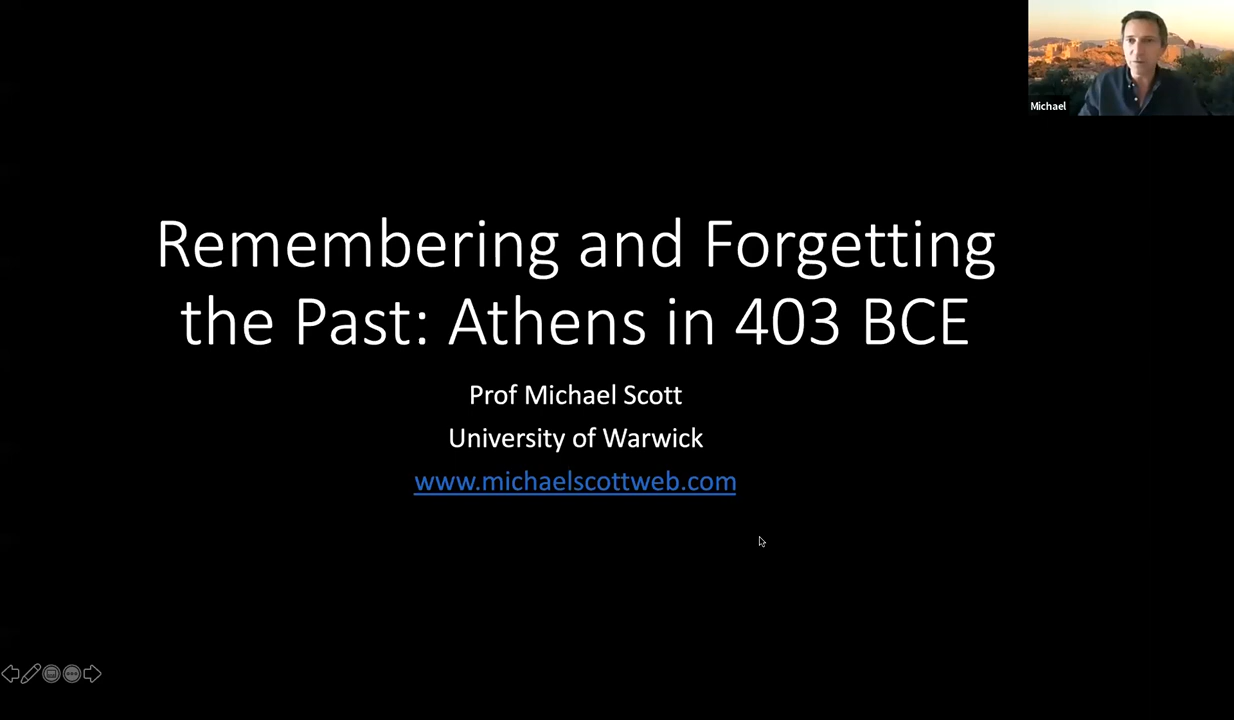 Michael
Remembering and Forgetting
the Past: Athens in 403 BCE
Prof Michael Scott
University of Warwick
www.michaelscottweb.com